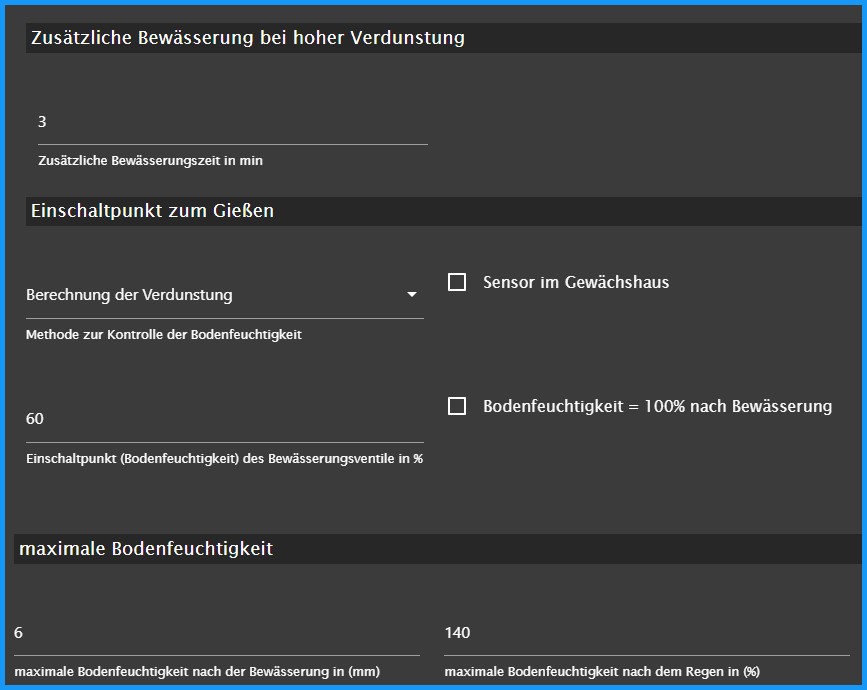 Zusätzliche Bewässerung bei hoher Verdunstung
3
Zusätzliche Bewässerungszeit in min
Einschaltpunkt zum Gießen
Berechnung der Verdunstung
Sensor im Gewächshaus
Methode zur Kontrolle der Bodenfeuchtigkeit
60
Bodenfeuchtigkeit = 100% nach Bewässerung
Einschaltpunkt (Bodenfeuchtigkeit) des Bewässerungsventile in %
maximale Bodenfeuchtigkeit
6
140
maximale Bodenfeuchtigkeit nach der Bewässerung in (mm)
maximale Bodenfeuchtigkeit nach dem Regen in (%)